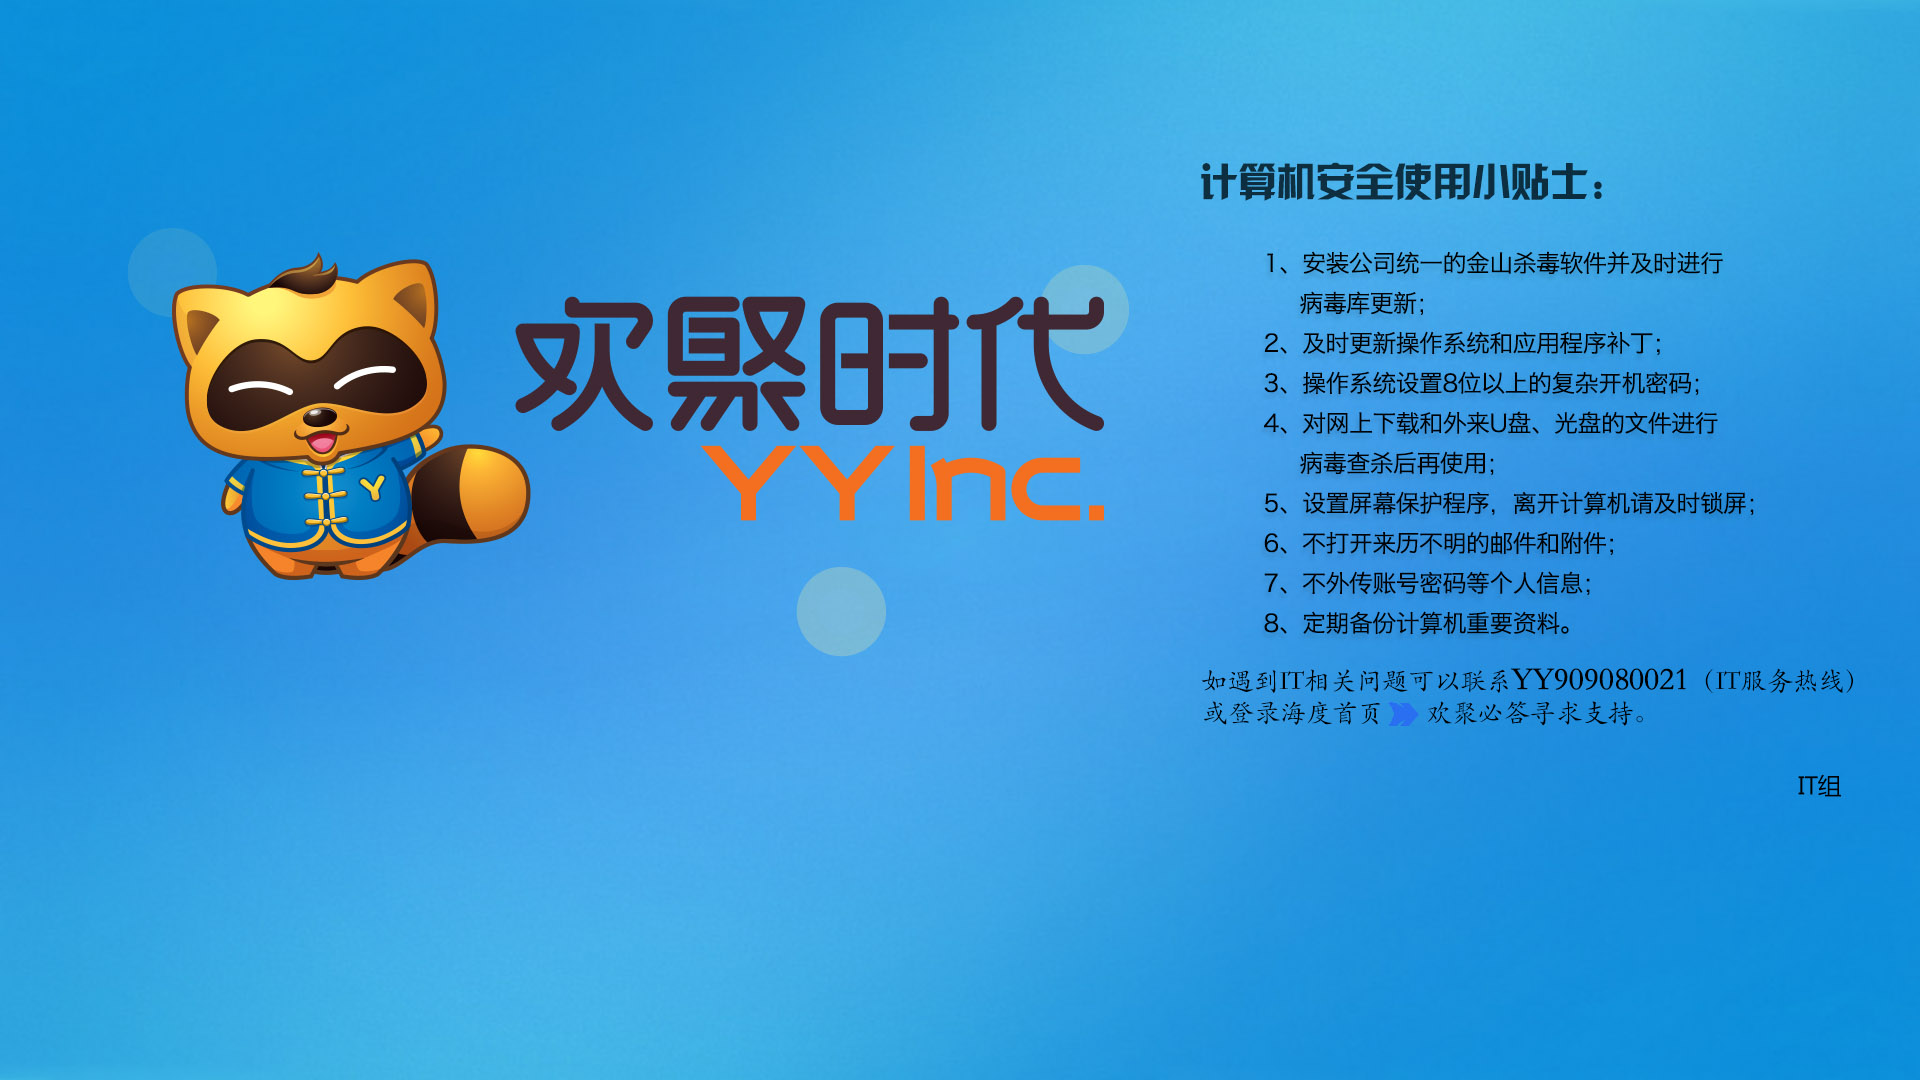 欢聚时代
YY Inc.
Y
计算机安全使用小贴士：
1、安装公司统一的金山杀毒软件并及时进行
病毒库更新；
2、及时更新操作系统和应用程序补丁；
3、操作系统设置8位以上的复杂开机密码；
4、对网上下载和外来U盘、光盘的文件进行
病毒查杀后再使用；
5、设置屏幕保护程序，离开计算机请及时锁屏；
6、不打开来历不明的邮件和附件；
7、不外传账号密码等个人信息；
8、定期备份计算机重要资料。
如遇到IT相关问题可以联系YY909080021（IT服务热线）
或登录海度首页 欢聚必答寻求支持。
IT组